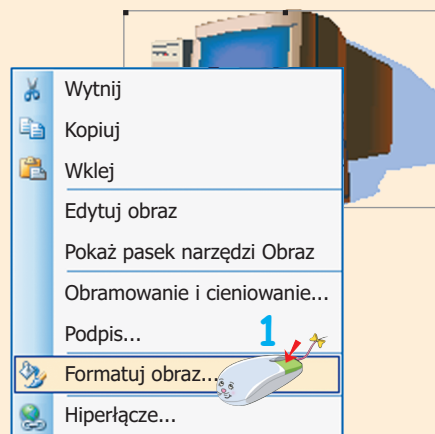 Wytnij
Kopiuj
Wklej
Edytuj obraz
Pokaż pasek narzędzi Obraz
Obramowanie i cieniowanie...
Podpis...
1
Formatuj obraz...
Hiperłącze...